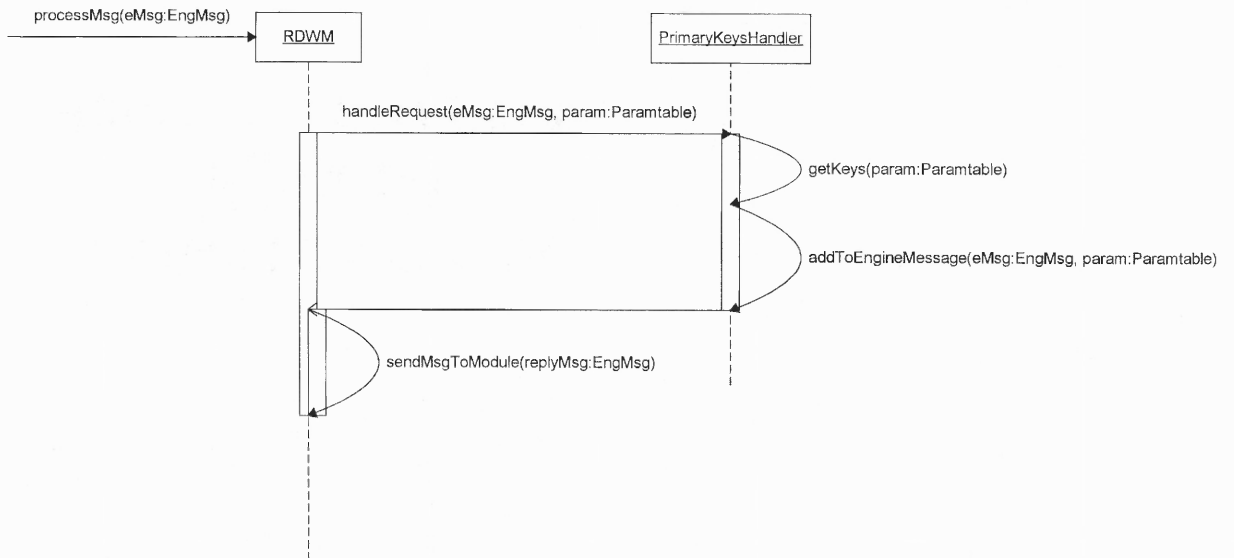 processMsg(eMsg:EngMsg)
RDWM
PrimaryKeysHandler
handleRequest(eMsg:EngMsg, param:Paramtable)
getKeys(param:Paramtable)
addToEngineMessage(eMsg:EngMsg, param:Paramtable)
sendMsgToModule(replyMsg:EngMsg)